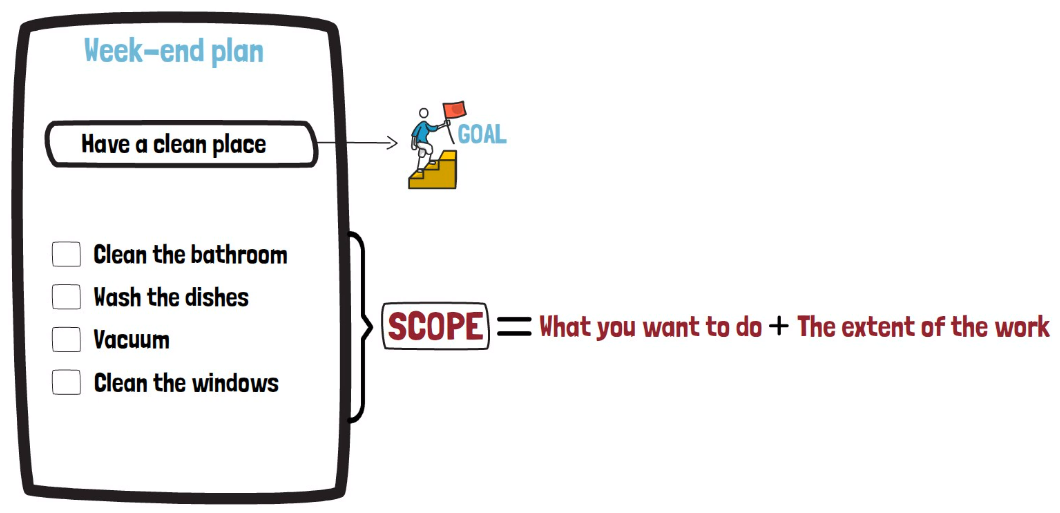 Week-end plan
Have a clean place
GOAL
Clean the bathroom
Wash the dishes
Vacuum
Clean the windows
SCOPE = What you want to do + The extent of the work